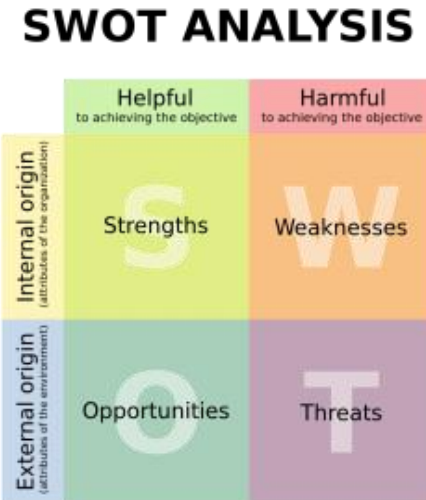 SWOT ANALYSIS
Helpful
to achieving the objective
Harmful
to achieving the objective
Internal origin
(attributes of the organization)
S
Strengths
W
Weaknesses
External origin
(attributes of the environment)
O
Opportunities
T
Threats